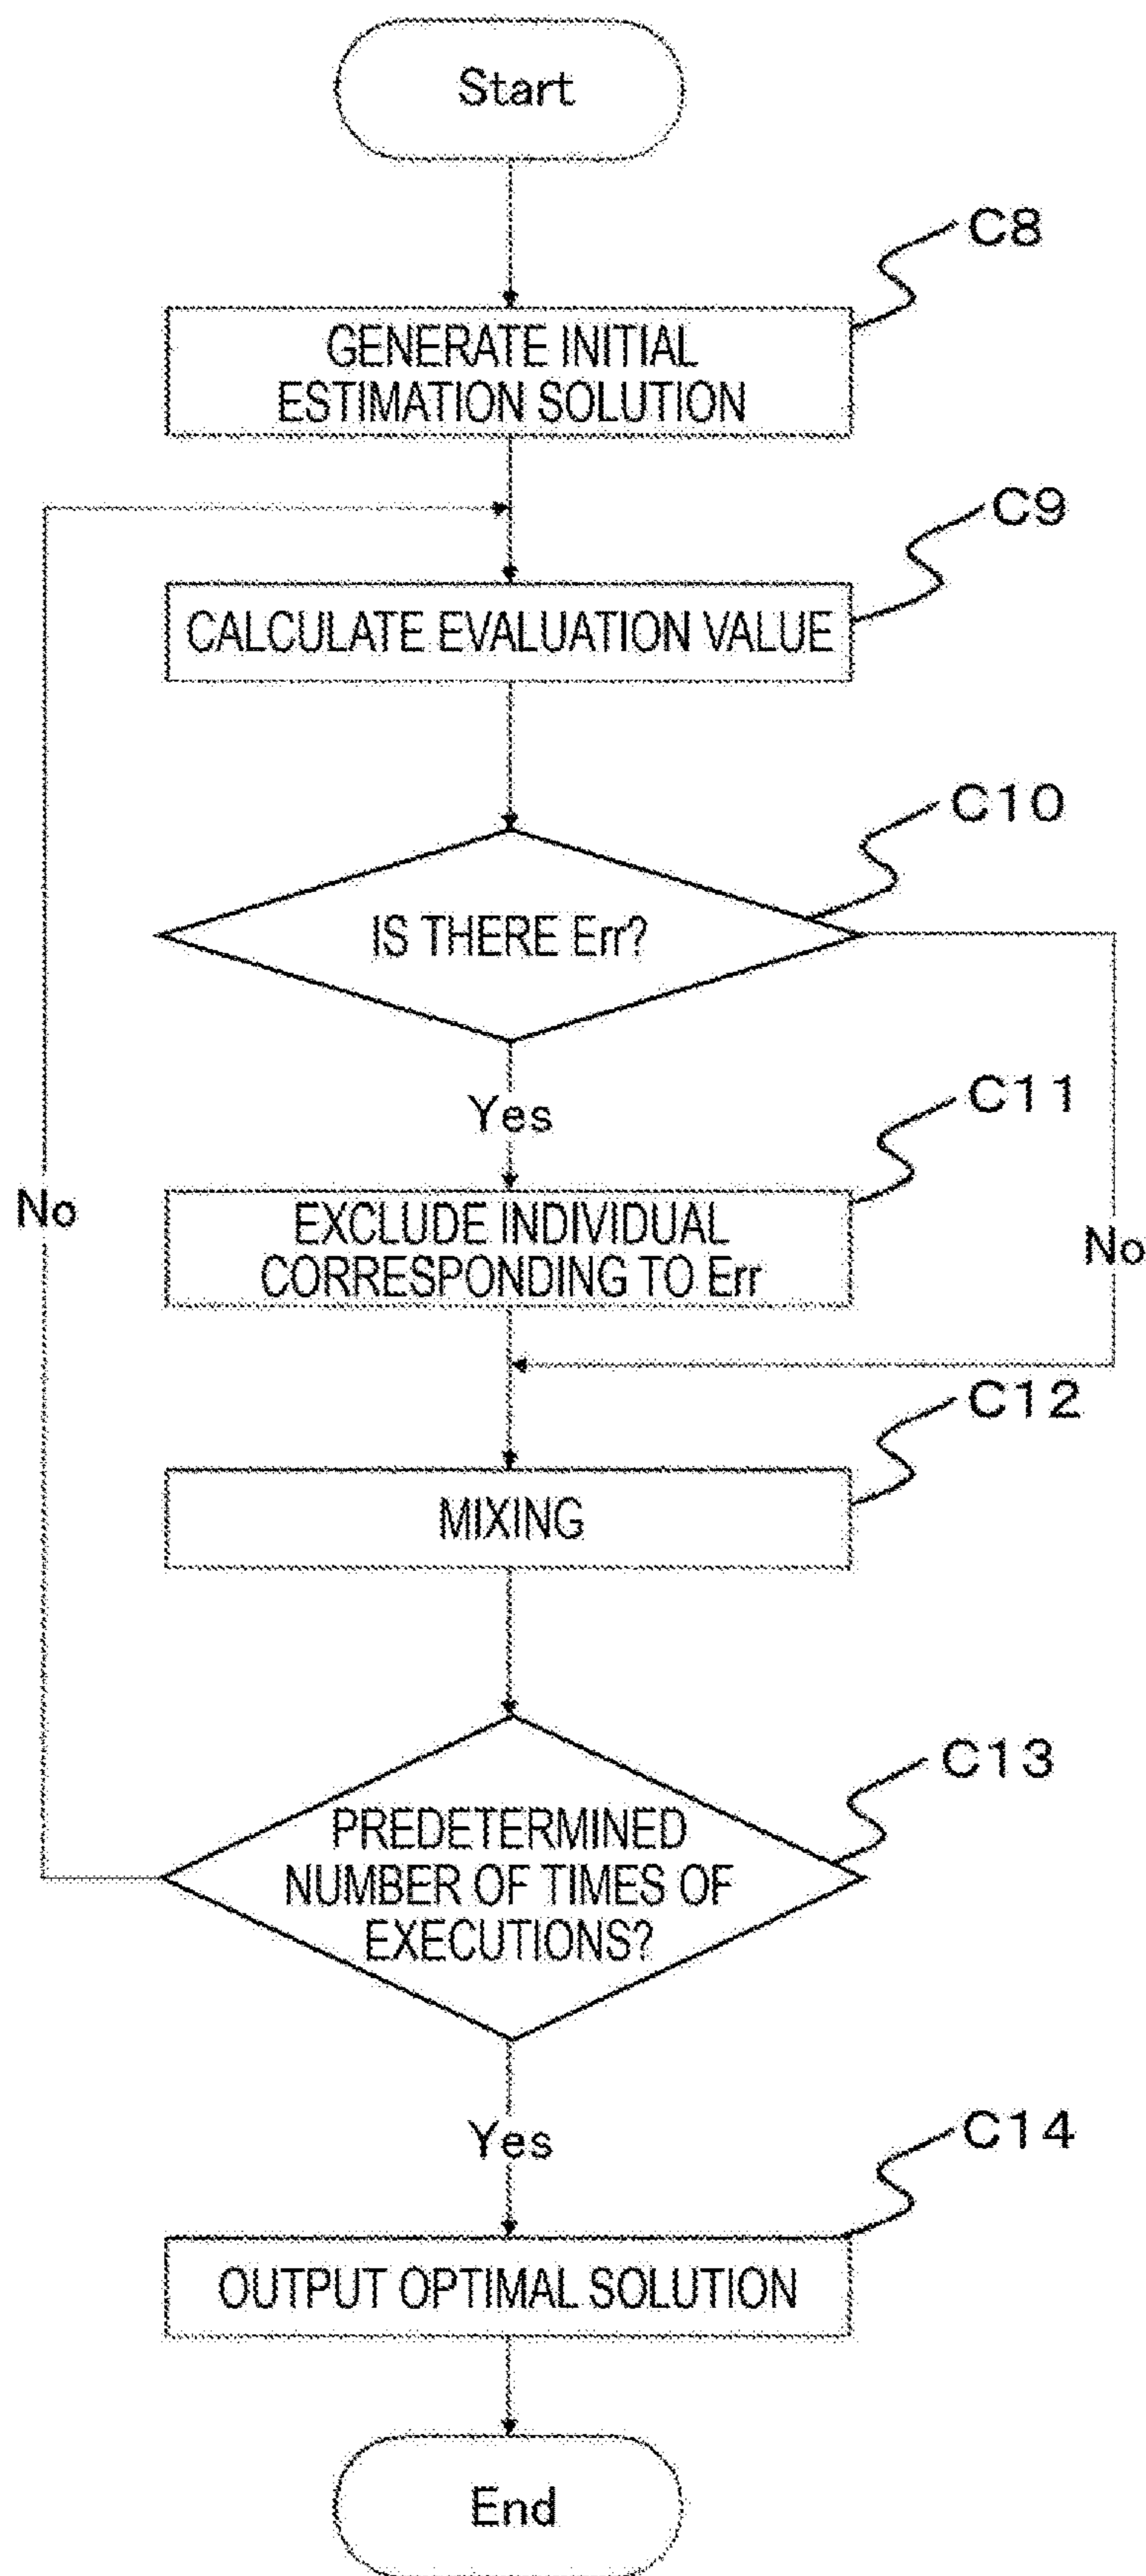 Start
C8
GENERATE INITIAL
ESTIMATION SOLUTION
C9
CALCULATE EVALUATION VALUE
C10
IS THERE Err?
Yes
C11
EXCLUDE INDIVIDUAL
CORRESPONDING TO Err
No
No
C12
MIXING
C13
PREDETERMINED
NUMBER OF TIMES OF
EXECUTIONS?
Yes
C14
OUTPUT OPTIMAL SOLUTION
End